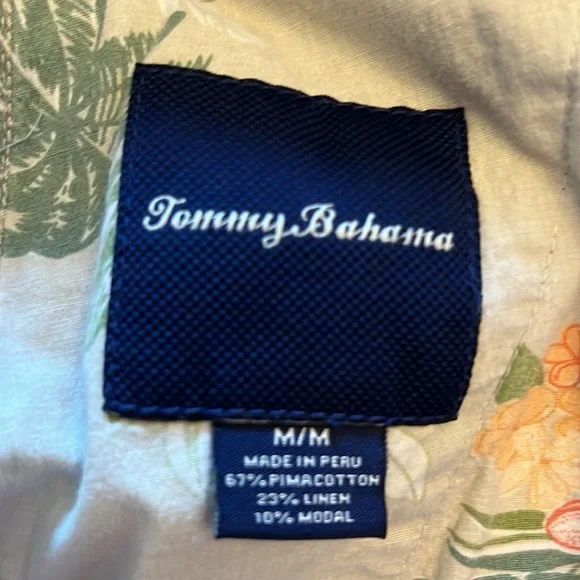 Tommy Bahama
M/M
MADE IN PERU
67% PIMACOTTON
23% LINEN
10% MODAL